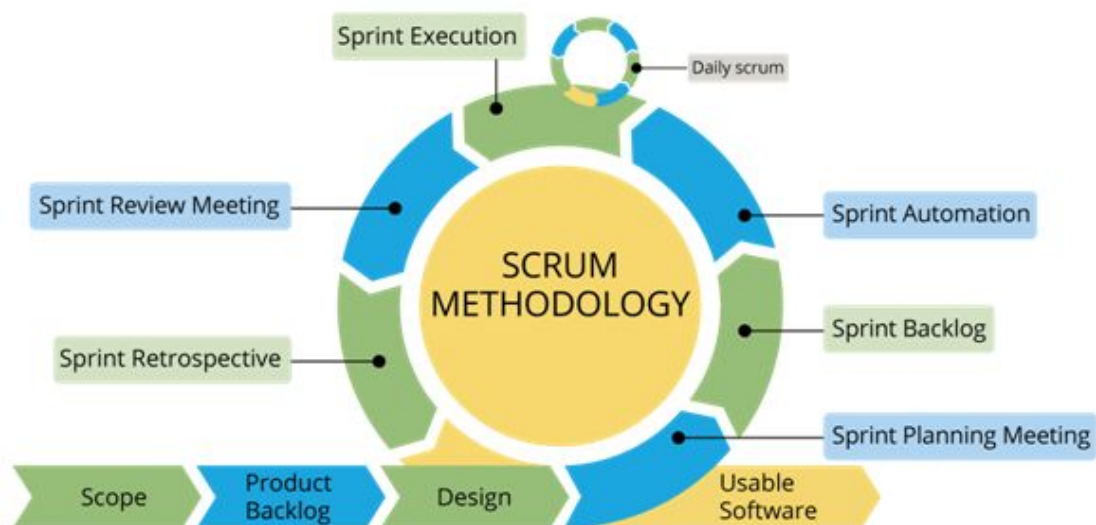 Sprint Execution
Daily scrum
Sprint Review Meeting
Sprint Automation
SCRUM
METHODOLOGY
Sprint Backlog
Sprint Retrospective
Sprint Planning Meeting
Scope
Product
Backlog
Design
Usable
Software